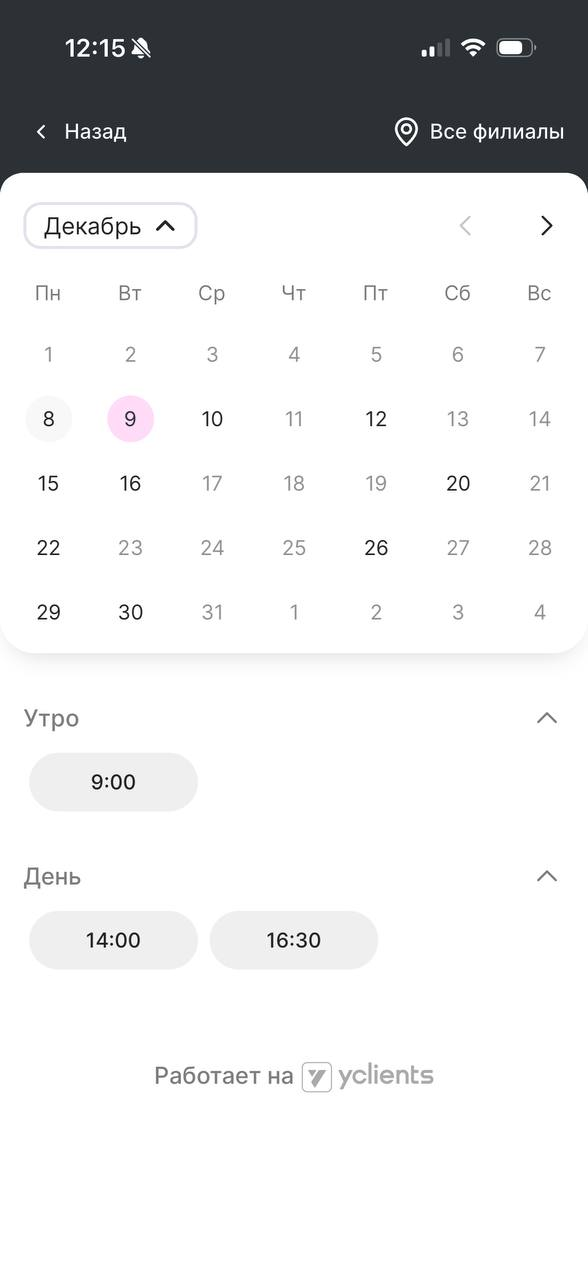 12:15
Назад
Все филиалы
Декабрь
Пн Вт Ср Чт Пт Сб Вс
1 2 3 4 5 6 7
8 9 10 11 12 13 14
15 16 17 18 19 20 21
22 23 24 25 26 27 28
29 30 31 1 2 3 4
Утро
9:00
День
14:00 16:30
Работает на yclients